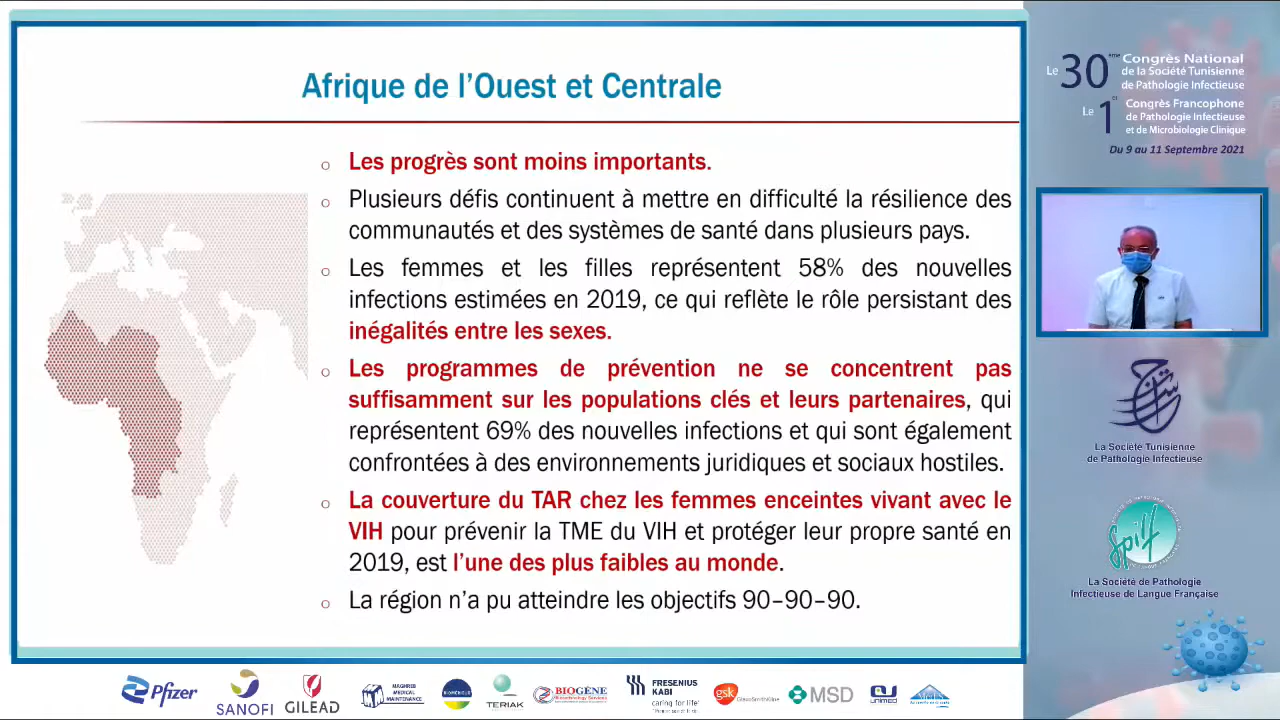 Afrique de l'Ouest et Centrale
o Les progrès sont moins importants.
o Plusieurs défis continuent à mettre en difficulté la résilience des
communautés et des systèmes de santé dans plusieurs pays.
o Les femmes et les filles représentent 58% des nouvelles
infections estimées en 2019, ce qui reflète le rôle persistant des
inégalités entre les sexes.
o Les programmes de prévention ne se concentrent pas
suffisamment sur les populations clés et leurs partenaires, qui
représentent 69% des nouvelles infections et qui sont également
confrontées à des environnements juridiques et sociaux hostiles.
o La couverture du TAR chez les femmes enceintes vivant avec le
VIH pour prévenir la TME du VIH et protéger leur propre santé en
2019, est l'une des plus faibles au monde.
o La région n'a pu atteindre les objectifs 90–90–90.
Le 30ème Congrès National
de la Société Tunisienne
de Pathologie Infectieuse
Le 1er Congrès Francophone
de Pathologie Infectieuse
et de Microbiologie Clinique
Du 9 au 11 Septembre 2021
La Société Tunisienne
de Pathologie Infectieuse
Spilf
La Société de Pathologie
Infectieuse de Langue Française
Pfizer
SANOFI
GILEAD
MAGHREB
MEDICAL
MAINTENANCE
BIOMÉRIEUX
TERIAK
BIOGÈNE
FRESENIUS
KABI
caring for life
gsk
GlaxoSmithKline
MSD
UNIMED